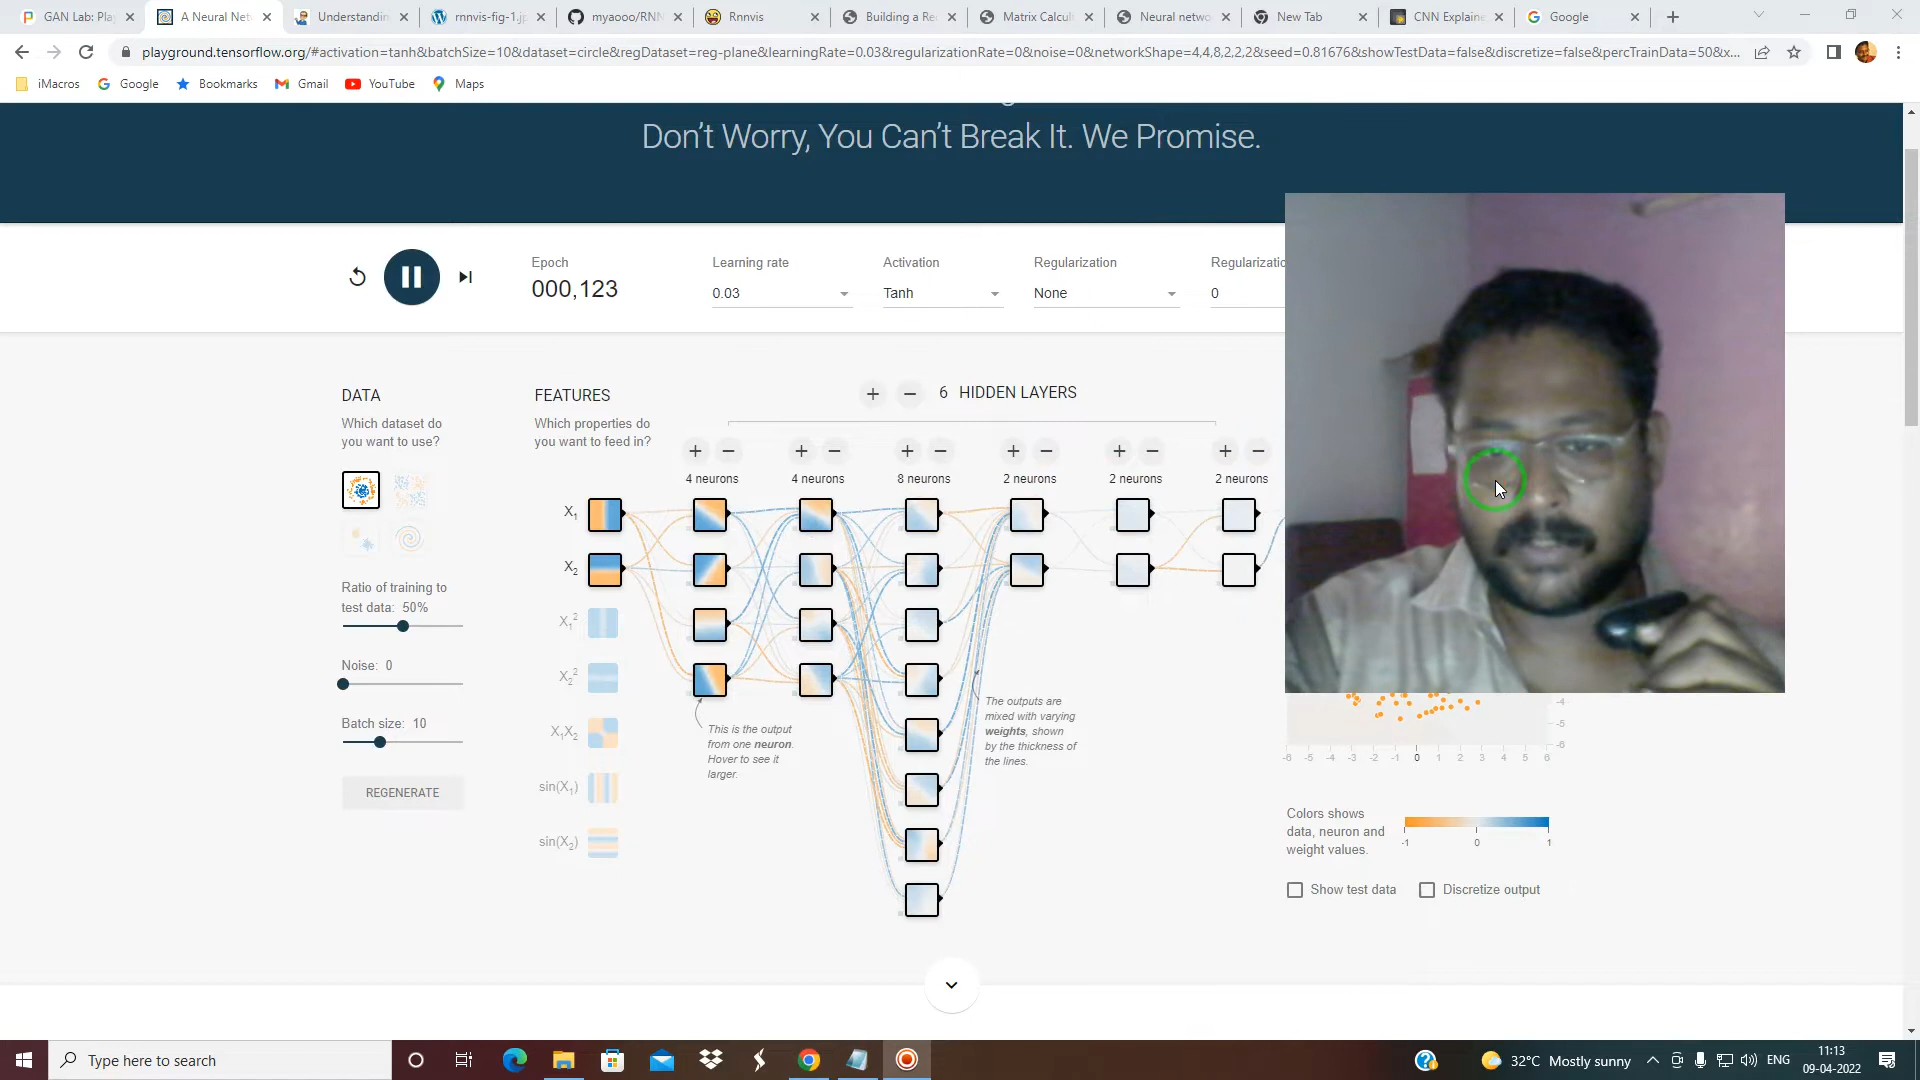 GAN Lab: Pla
A Neural Net
Understandin
rnnvis-fig-1.j
myaooo/RNN
Rnnvis
Building a Re
Matrix Calcul
Neural netwo
New Tab
CNN Explaine
Google
playground.tensorflow.org/#activation=tanh&batchSize=10&dataset=circle&regDataset=reg-plane&learningRate=0.03&regularizationRate=0&noise=0&networkShape=4,4,8,2,2,2&seed=0.81676&showTestData=false&discretize=false&percTrainData=50&x...
iMacros
Google
Bookmarks
Gmail
YouTube
Maps
Don't Worry, You Can't Break It. We Promise.
Epoch
000,123
Learning rate
0.03
Activation
Tanh
Regularization
None
Regularizatio
0
DATA
Which dataset do
you want to use?
Ratio of training to
test data: 50%
Noise: 0
Batch size: 10
REGENERATE
FEATURES
Which properties do
you want to feed in?
X1
X2
X1²
X2²
X1X2
sin(X1)
sin(X2)
+ − 6 HIDDEN LAYERS
+ − + − + − + − + − + −
4 neurons
4 neurons
8 neurons
2 neurons
2 neurons
2 neurons
This is the output
from one neuron.
Hover to see it
larger.
The outputs are
mixed with varying
weights, shown
by the thickness of
the lines.
-4
-5
-6
-6 -5 -4 -3 -2 -1 0 1 2 3 4 5 6
Colors shows
data, neuron and
weight values.
-1 0 1
Show test data
Discretize output
Type here to search
32°C Mostly sunny
ENG
11:13
09-04-2022